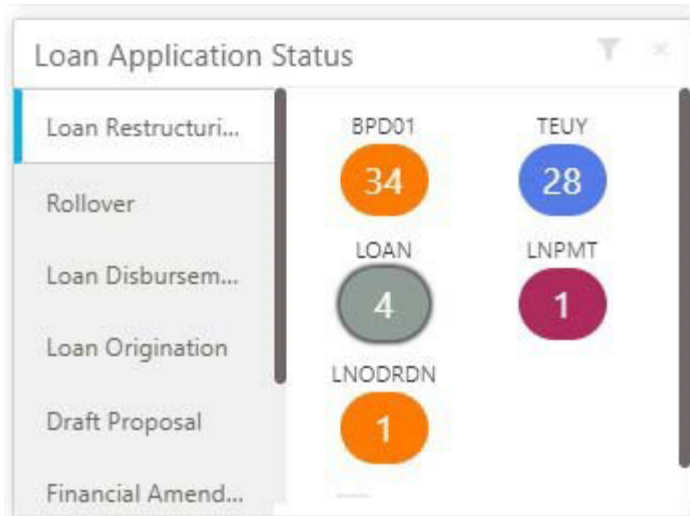 Loan Application Status
Loan Restructuri...
Rollover
Loan Disbursem...
Loan Origination
Draft Proposal
Financial Amend...
BPD01 TEUY
34 28
LOAN LNPMT
4 1
LNODRDN
1